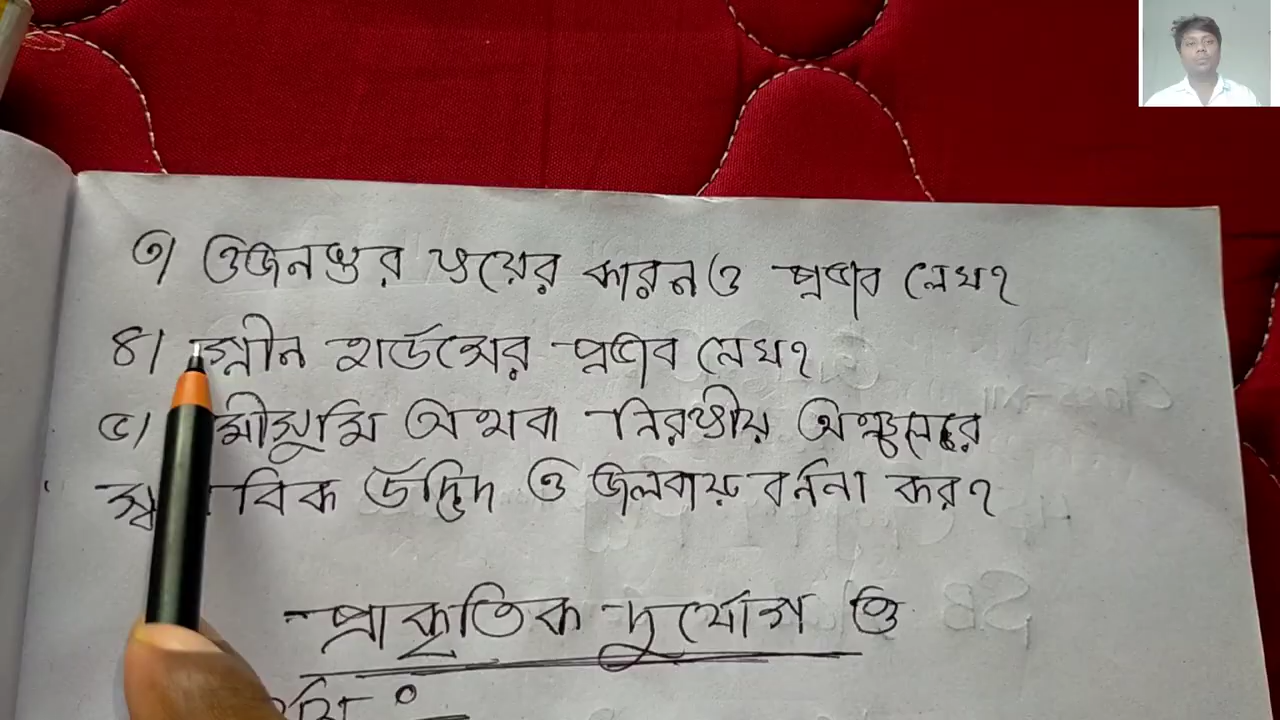 ৩। ওজনস্তর ক্ষয়ের কারন ও প্রভাব লেখ?
৪। গ্রীন হাউসের প্রভাব লেখ?
৫। মৌসুমি অথবা নিরক্ষীয় অঞ্চলের
স্বাভাবিক উদ্ভিদ ও জলবায়ু বর্ননা কর?
প্রাকৃতিক দুর্যোগ ও